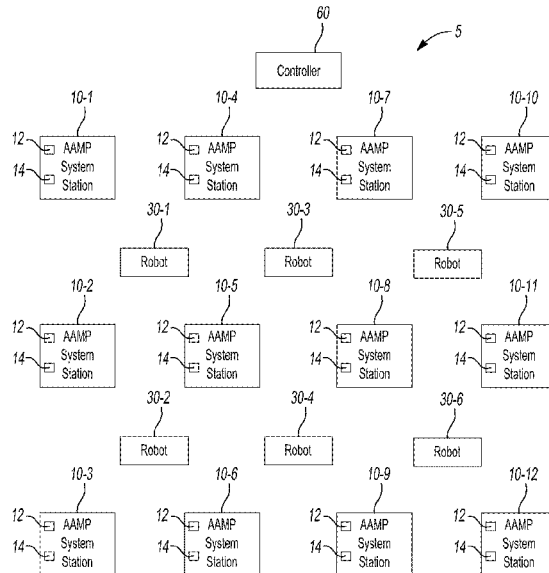 60
5
Controller
10-1 10-4 10-7 10-10
12 AAMP 12 AAMP 12 AAMP 12 AAMP
System System System System
14 Station 14 Station 14 Station 14 Station
30-1 30-3 30-5
Robot Robot Robot
10-2 10-5 10-8 10-11
12 AAMP 12 AAMP 12 AAMP 12 AAMP
System System System System
14 Station 14 Station 14 Station 14 Station
30-2 30-4 30-6
Robot Robot Robot
10-3 10-6 10-9 10-12
12 AAMP 12 AAMP 12 AAMP 12 AAMP
System System System System
14 Station 14 Station 14 Station 14 Station